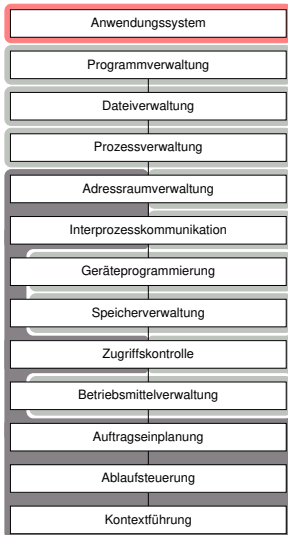 Anwendungssystem
Programmverwaltung
Dateiverwaltung
Prozessverwaltung
Adressraumverwaltung
Interprozesskommunikation
Geräteprogrammierung
Speicherverwaltung
Zugriffskontrolle
Betriebsmittelverwaltung
Auftragseinplanung
Ablaufsteuerung
Kontextführung